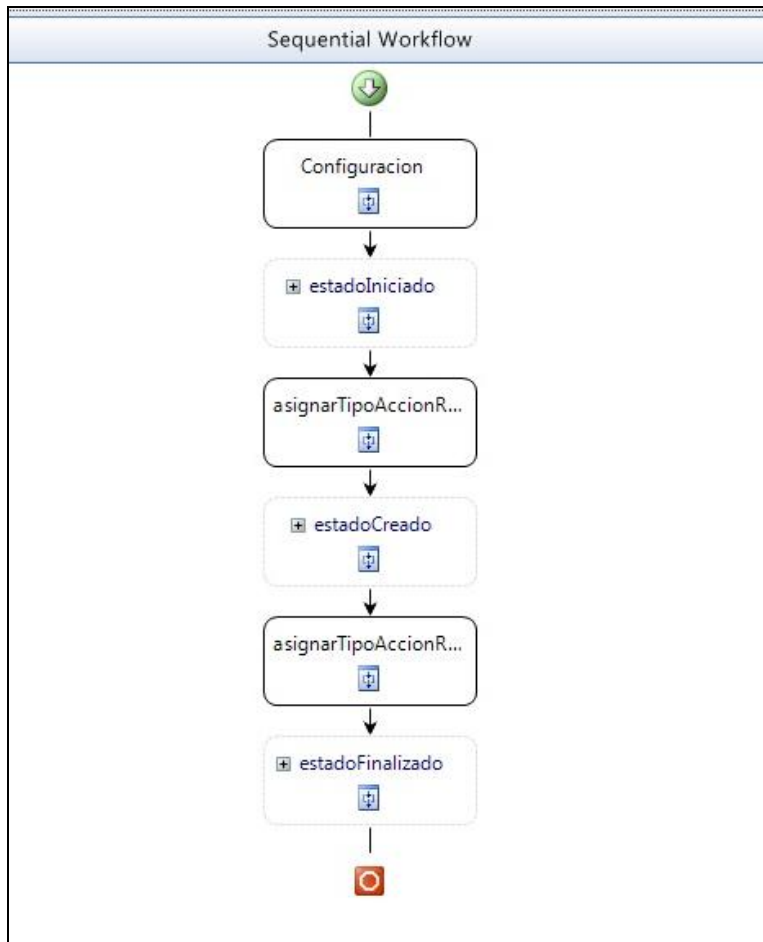 Sequential Workflow
Configuracion
estadoIniciado
asignarTipoAccionR...
estadoCreado
asignarTipoAccionR...
estadoFinalizado